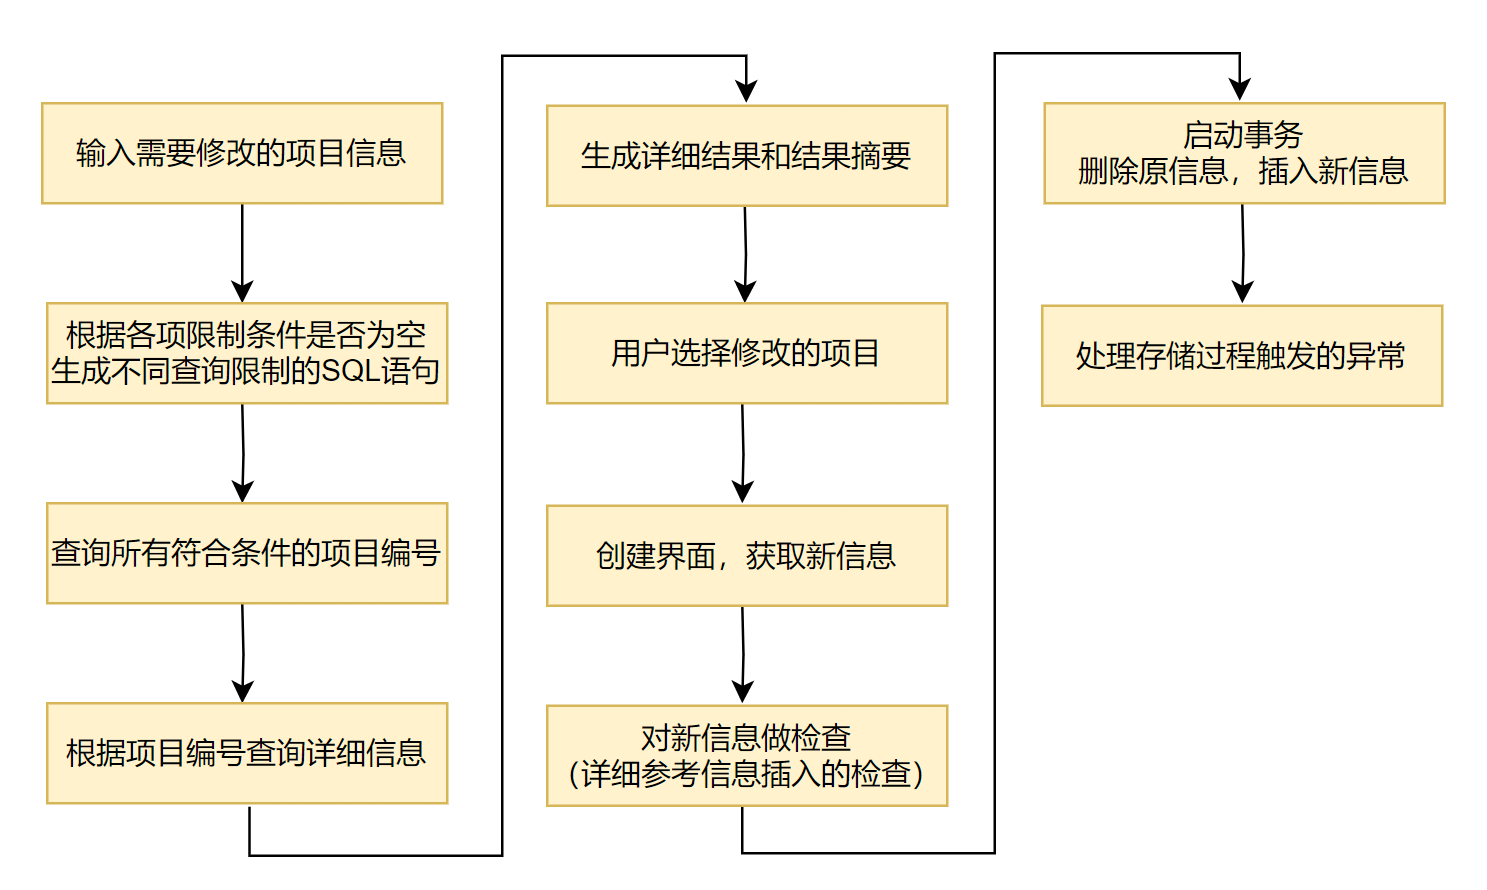 输入需要修改的项目信息
根据各项限制条件是否为空
生成不同查询限制的SQL语句
查询所有符合条件的项目编号
根据项目编号查询详细信息
生成详细结果和结果摘要
用户选择修改的项目
创建界面，获取新信息
对新信息做检查
（详细参考信息插入的检查）
启动事务
删除原信息，插入新信息
处理存储过程触发的异常